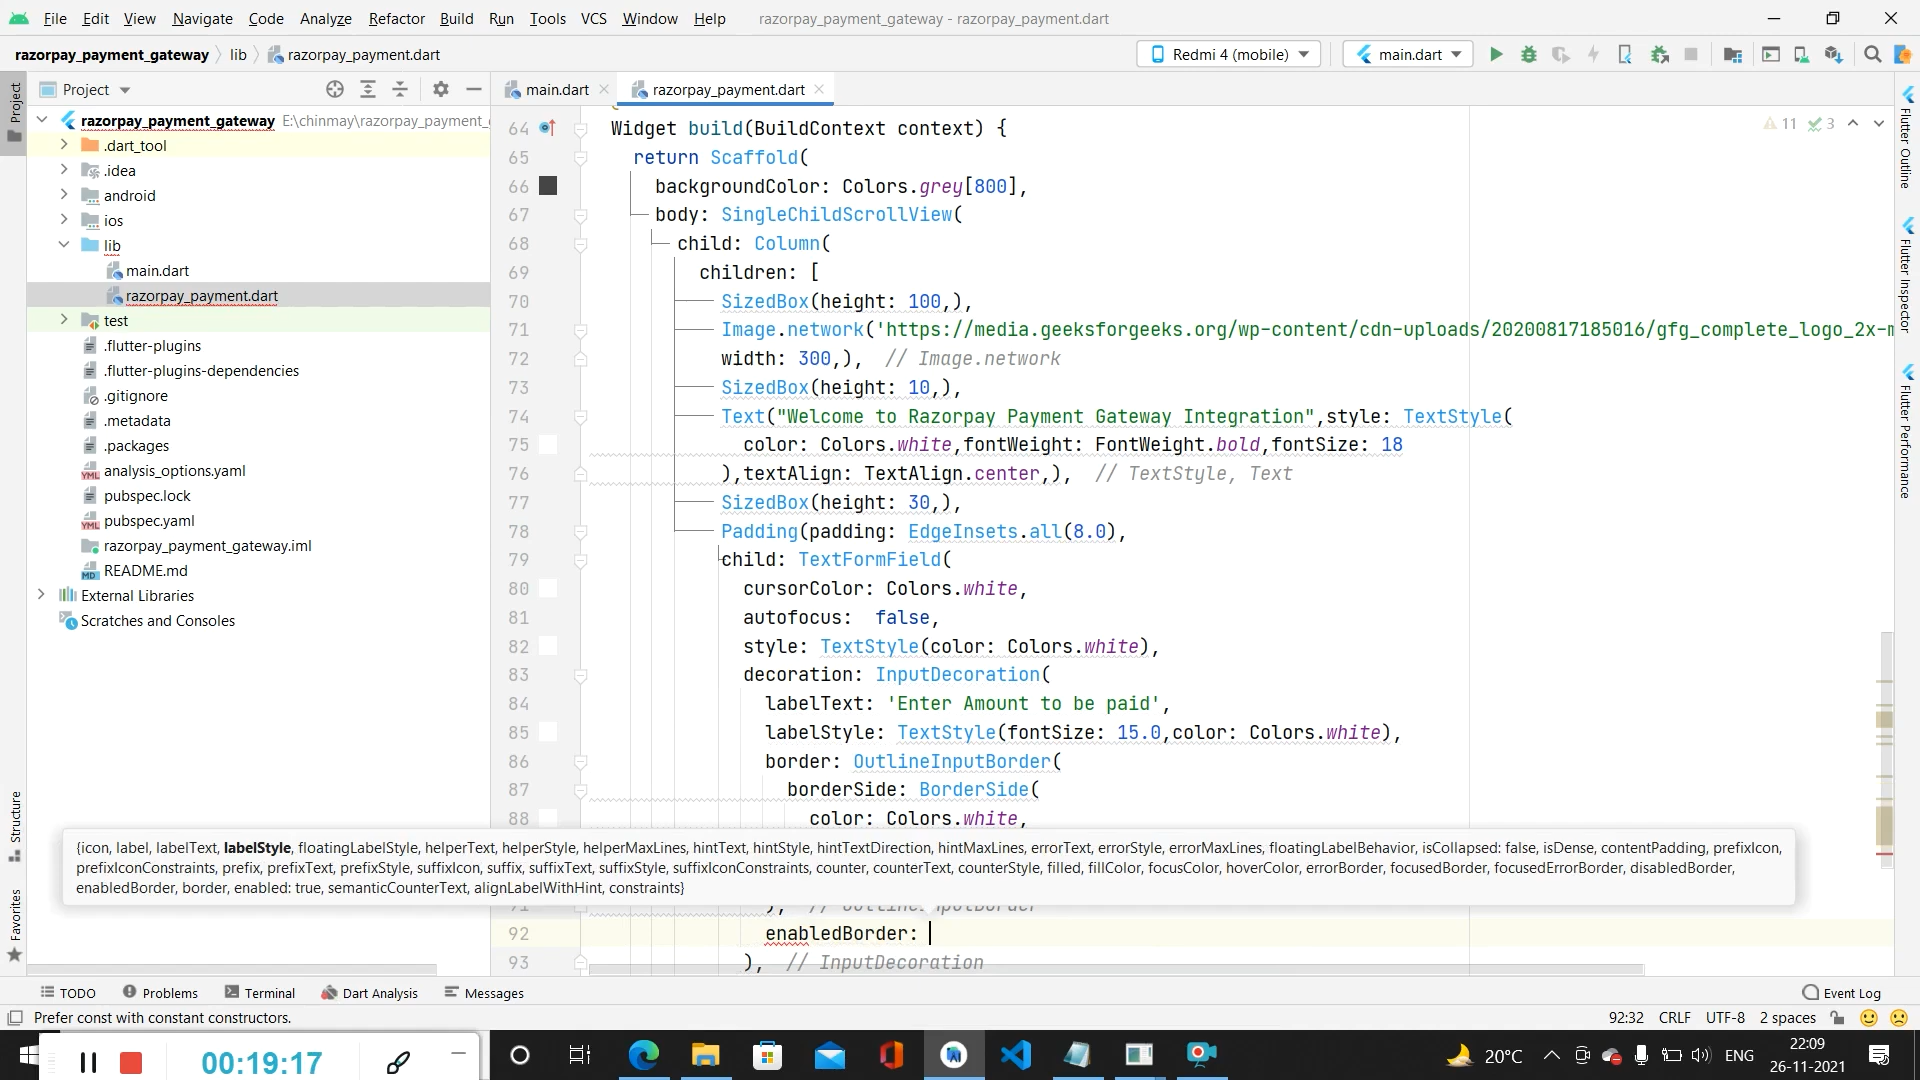 File Edit View Navigate Code Analyze Refactor Build Run Tools VCS Window Help razorpay_payment_gateway - razorpay_payment.dart
razorpay_payment_gateway lib razorpay_payment.dart Redmi 4 (mobile) main.dart
Project Project main.dart razorpay_payment.dart
razorpay_payment_gateway E:\chinmay\razorpay_payment_
.dart_tool
.idea
android
ios
lib
main.dart
razorpay_payment.dart
test
.flutter-plugins
.flutter-plugins-dependencies
.gitignore
.metadata
.packages
analysis_options.yaml
pubspec.lock
pubspec.yaml
razorpay_payment_gateway.iml
README.md
External Libraries
Scratches and Consoles
Structure
Favorites
11 3
64 Widget build(BuildContext context) {
65 return Scaffold(
66 backgroundColor: Colors.grey[800],
67 body: SingleChildScrollView(
68 child: Column(
69 children: [
70 SizedBox(height: 100,),
71 Image.network('https://media.geeksforgeeks.org/wp-content/cdn-uploads/20200817185016/gfg_complete_logo_2x-
72 width: 300,), // Image.network
73 SizedBox(height: 10,),
74 Text("Welcome to Razorpay Payment Gateway Integration",style: TextStyle(
75 color: Colors.white,fontWeight: FontWeight.bold,fontSize: 18
76 ),textAlign: TextAlign.center,), // TextStyle, Text
77 SizedBox(height: 30,),
78 Padding(padding: EdgeInsets.all(8.0),
79 child: TextFormField(
80 cursorColor: Colors.white,
81 autofocus: false,
82 style: TextStyle(color: Colors.white),
83 decoration: InputDecoration(
84 labelText: 'Enter Amount to be paid',
85 labelStyle: TextStyle(fontSize: 15.0,color: Colors.white),
86 border: OutlineInputBorder(
87 borderSide: BorderSide(
88 color: Colors.white,
{icon, label, labelText, labelStyle, floatingLabelStyle, helperText, helperStyle, helperMaxLines, hintText, hintStyle, hintTextDirection, hintMaxLines, errorText, errorStyle, errorMaxLines, floatingLabelBehavior, isCollapsed: false, isDense, contentPadding, prefixIcon,
prefixIconConstraints, prefix, prefixText, prefixStyle, suffixIcon, suffix, suffixText, suffixStyle, suffixIconConstraints, counter, counterText, counterStyle, filled, fillColor, focusColor, hoverColor, errorBorder, focusedBorder, focusedErrorBorder, disabledBorder,
enabledBorder, border, enabled: true, semanticCounterText, alignLabelWithHint, constraints}
92 enabledBorder:
93 ), // InputDecoration
Flutter Outline
Flutter Inspector
Flutter Performance
TODO Problems Terminal Dart Analysis Messages Event Log
Prefer const with constant constructors. 92:32 CRLF UTF-8 2 spaces
00:19:17 20°C ENG 22:09
26-11-2021